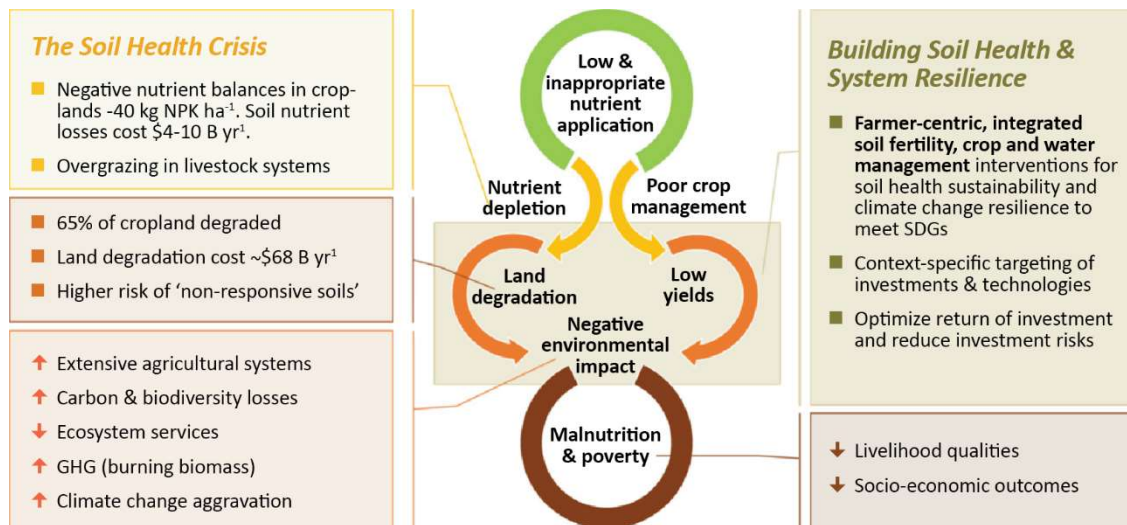 The Soil Health Crisis
Negative nutrient balances in crop-
lands -40 kg NPK ha-1. Soil nutrient
losses cost $4-10 B yr1.
Overgrazing in livestock systems
65% of cropland degraded
Land degradation cost ~$68 B yr1
Higher risk of ‘non-responsive soils’
Extensive agricultural systems
Carbon & biodiversity losses
Ecosystem services
GHG (burning biomass)
Climate change aggravation
Low &
inappropriate
nutrient
application
Nutrient
depletion
Poor crop
management
Land
degradation
Low
yields
Negative
environmental
impact
Malnutrition
& poverty
Building Soil Health &
System Resilience
Farmer-centric, integrated
soil fertility, crop and water
management interventions for
soil health sustainability and
climate change resilience to
meet SDGs
Context-specific targeting of
investments & technologies
Optimize return of investment
and reduce investment risks
Livelihood qualities
Socio-economic outcomes